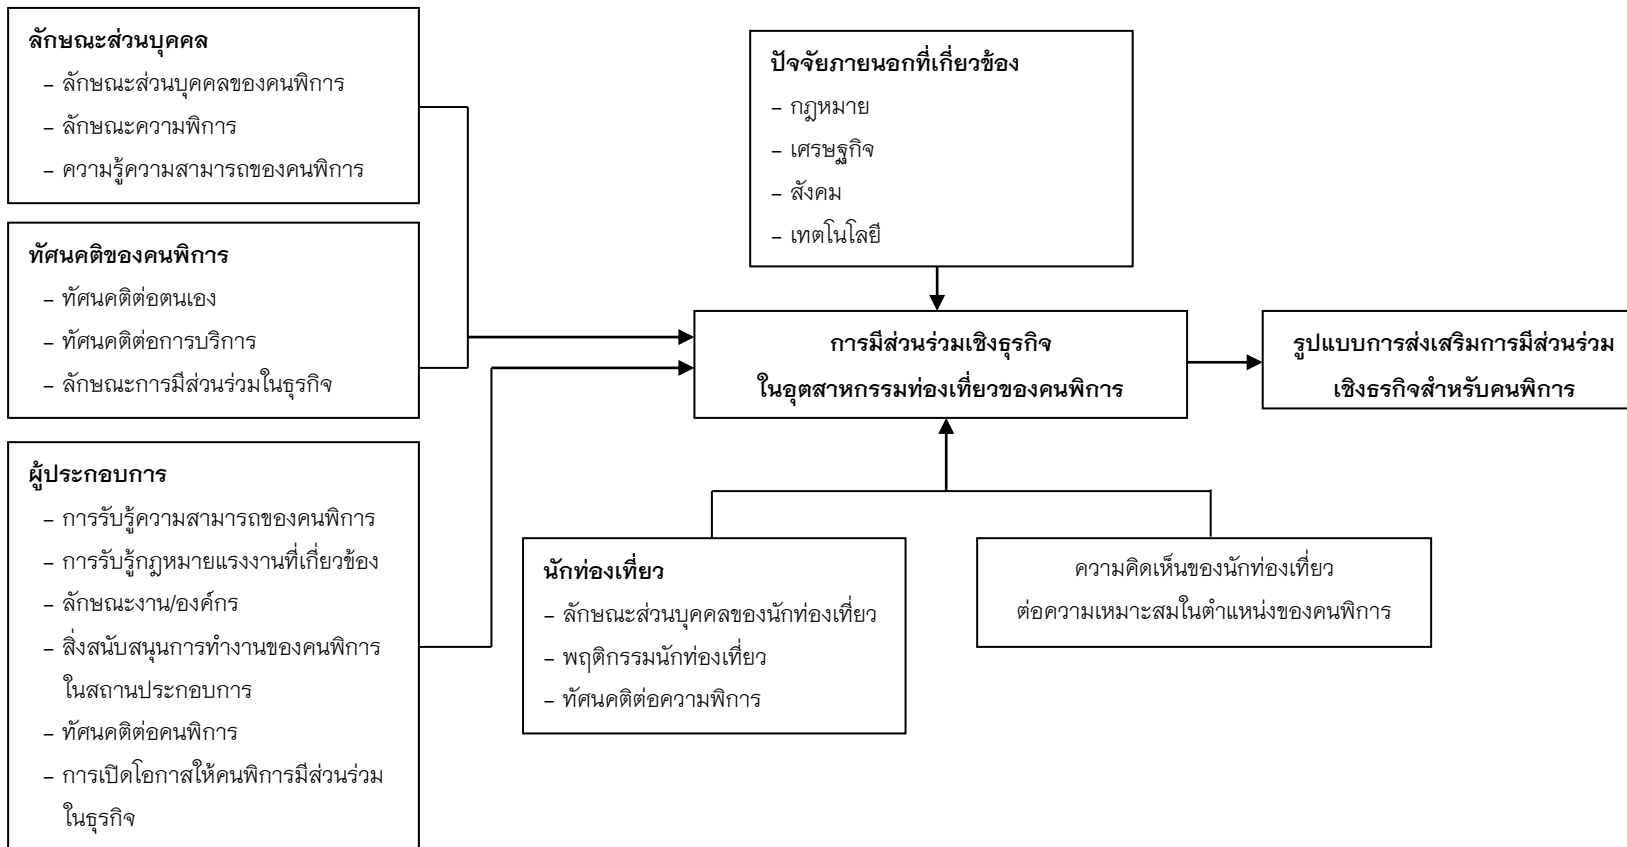 ลักษณะส่วนบุคคล
– ลักษณะส่วนบุคคลของคนพิการ
– ลักษณะความพิการ
– ความรู้ความสามารถของคนพิการ
ทัศนคติของคนพิการ
– ทัศนคติต่อตนเอง
– ทัศนคติต่อการบริการ
– ลักษณะการมีส่วนร่วมในธุรกิจ
ผู้ประกอบการ
– การรับรู้ความสามารถของคนพิการ
– การรับรู้กฎหมายแรงงานที่เกี่ยวข้อง
– ลักษณะงาน/องค์กร
– สิ่งสนับสนุนการทำงานของคนพิการ
ในสถานประกอบการ
– ทัศนคติต่อคนพิการ
– การเปิดโอกาสให้คนพิการมีส่วนร่วม
ในธุรกิจ
ปัจจัยภายนอกที่เกี่ยวข้อง
– กฎหมาย
– เศรษฐกิจ
– สังคม
– เทตโนโลยี
การมีส่วนร่วมเชิงธุรกิจ
ในอุตสาหกรรมท่องเที่ยวของคนพิการ
รูปแบบการส่งเสริมการมีส่วนร่วม
เชิงธรกิจสำหรับคนพิการ
นักท่องเที่ยว
– ลักษณะส่วนบุคคลของนักท่องเที่ยว
– พฤติกรรมนักท่องเที่ยว
– ทัศนคติต่อความพิการ
ความคิดเห็นของนักท่องเที่ยว
ต่อความเหมาะสมในตำแหน่งของคนพิการ